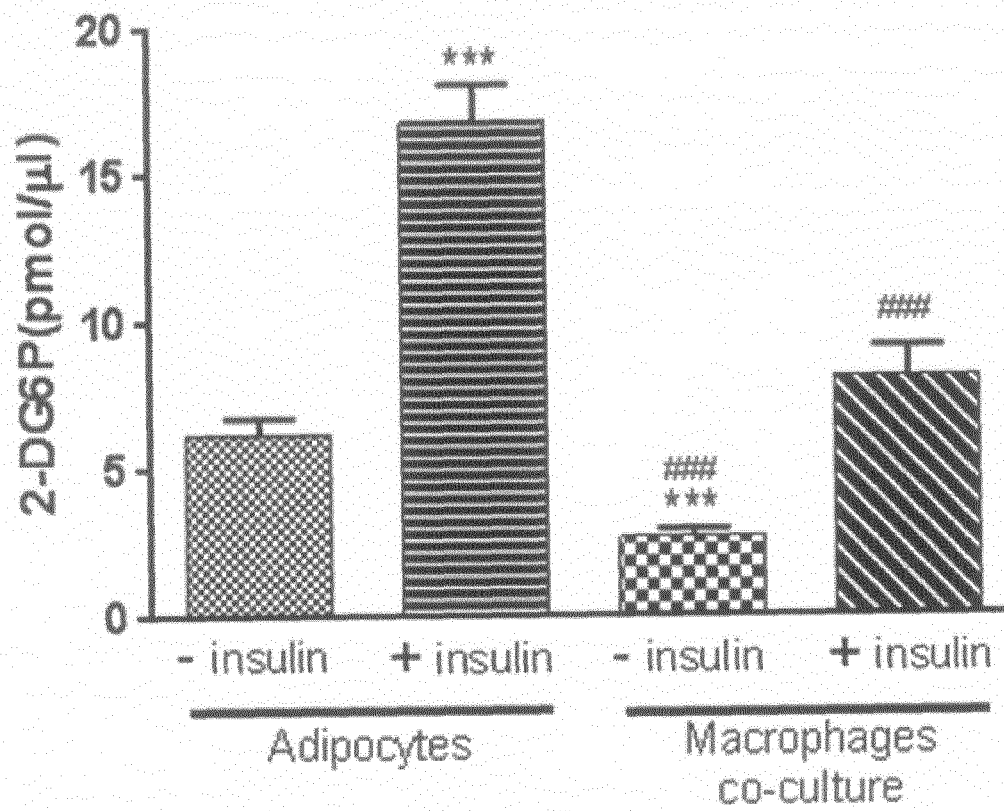 2-DG6P(pmol/µl)
20
15
10
5
0
***
###
***
###
- insulin
+ insulin
- insulin
+ insulin
Adipocytes
Macrophages
co-culture